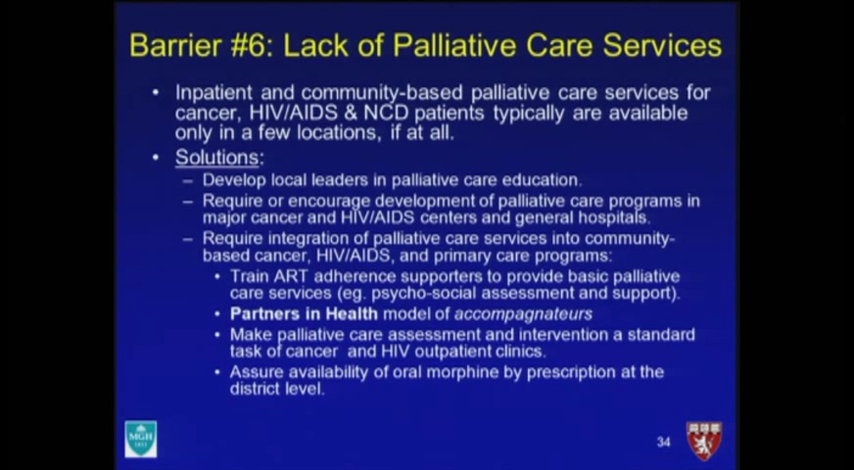 Barrier #6: Lack of Palliative Care Services
• Inpatient and community-based palliative care services for
cancer, HIV/AIDS & NCD patients typically are available
only in a few locations, if at all.
• Solutions:
– Develop local leaders in palliative care education.
– Require or encourage development of palliative care programs in
major cancer and HIV/AIDS centers and general hospitals.
– Require integration of palliative care services into community-
based cancer, HIV/AIDS, and primary care programs:
• Train ART adherence supporters to provide basic palliative
care services (eg. psycho-social assessment and support).
• Partners in Health model of accompagnateurs
• Make palliative care assessment and intervention a standard
task of cancer and HIV outpatient clinics.
• Assure availability of oral morphine by prescription at the
district level.
MGH
1811
34